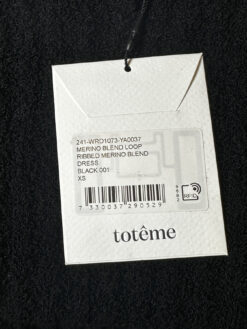 241-WRD1073-YA0037
MERINO BLEND LOOP
RIBBED MERINO BLEND
DRESS
BLACK 001
XS
RFID
7 330037 290529
totême